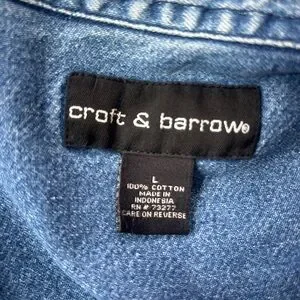 croft & barrow®
L
100% COTTON
MADE IN
INDONESIA
RN # 73277
CARE ON REVERSE